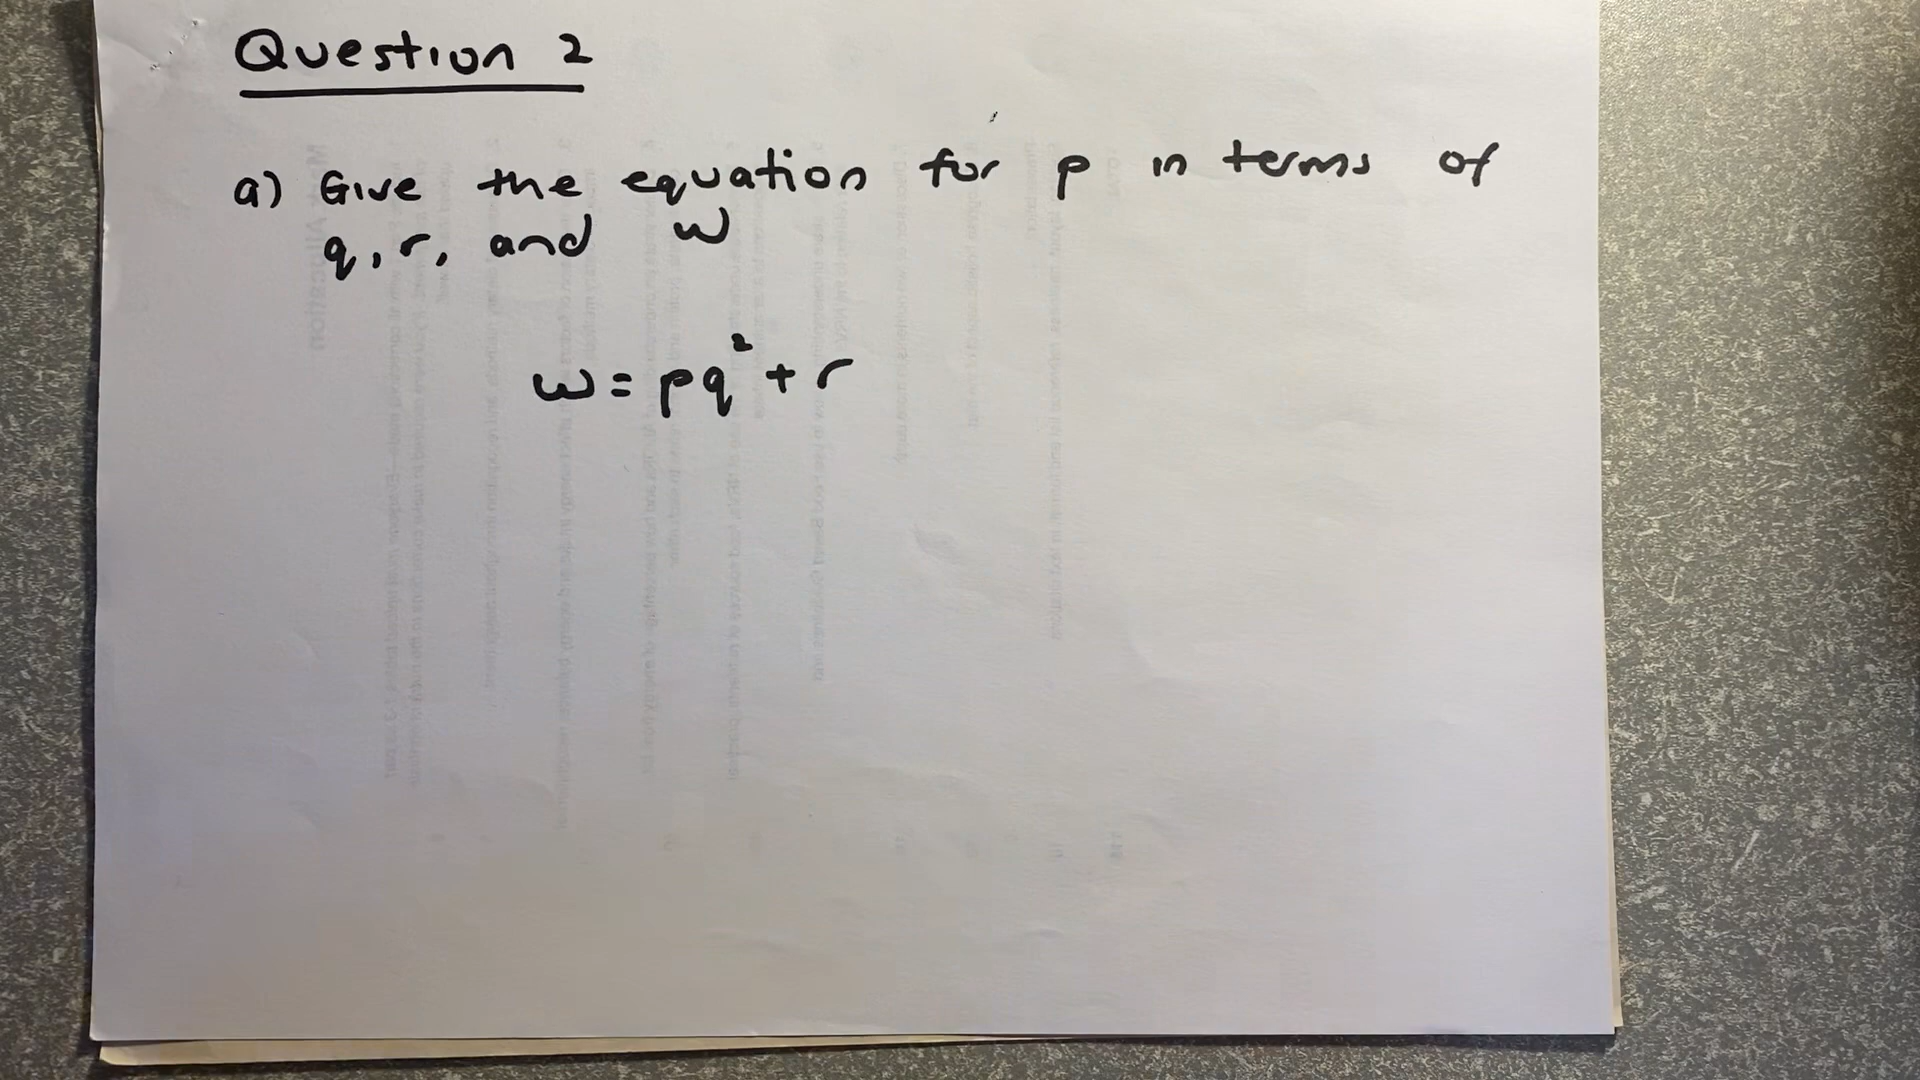 Question 2
a) Give the equation for p in terms of
q, r, and w
w = pq² + r